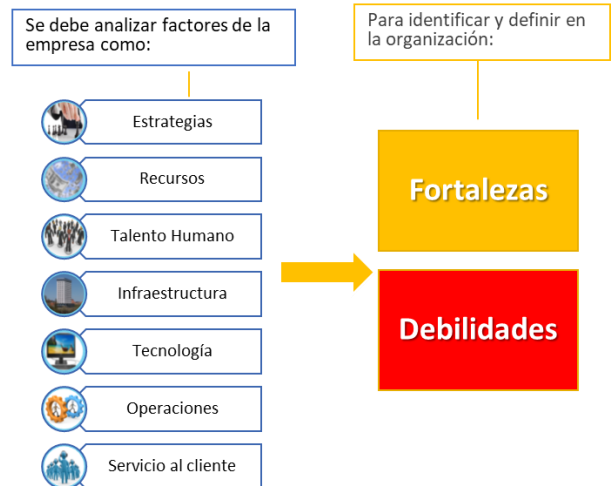 Se debe analizar factores de la
empresa como:
Estrategias
Recursos
Talento Humano
Infraestructura
Tecnología
Operaciones
Servicio al cliente
Para identificar y definir en
la organización:
Fortalezas
Debilidades